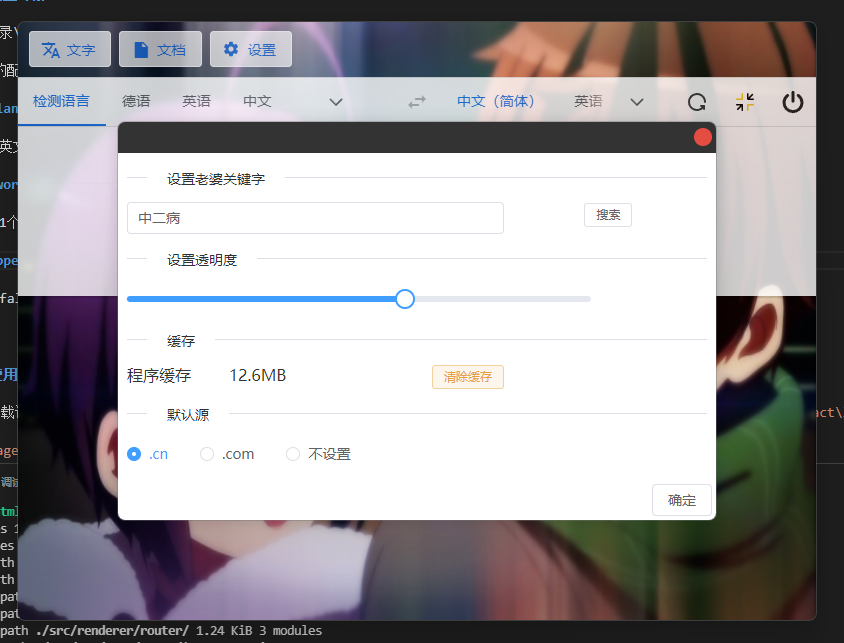 文字 文档 设置
检测语言 德语 英语 中文 中文（简体） 英语
设置老婆关键字
中二病 搜索
设置透明度
缓存
程序缓存 12.6MB 清除缓存
默认源
.cn .com 不设置
确定
path ./src/renderer/router/ 1.24 KiB 3 modules